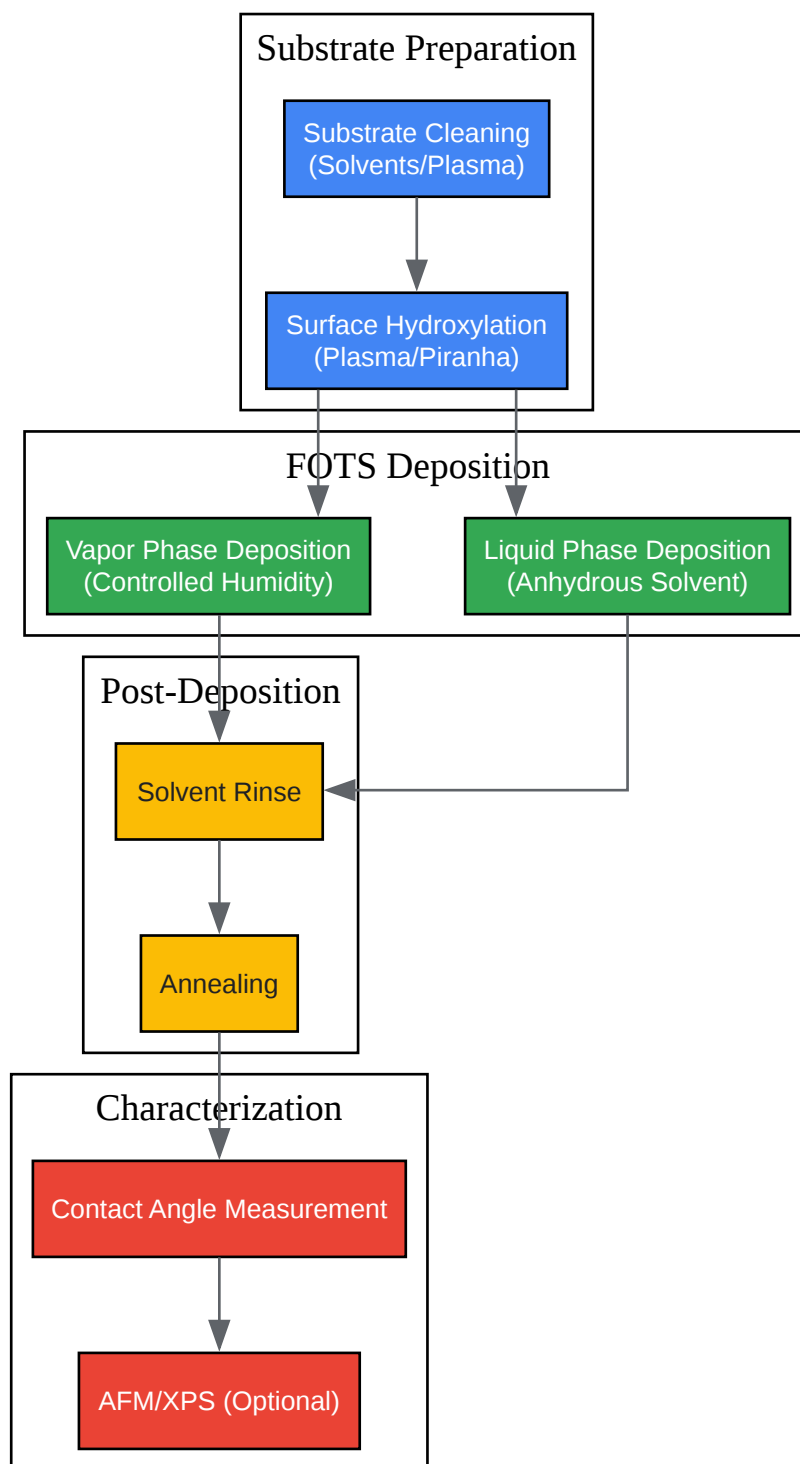 Substrate Preparation
Substrate Cleaning
(Solvents/Plasma)
Surface Hydroxylation
(Plasma/Piranha)
FOTS Deposition
Vapor Phase Deposition
(Controlled Humidity)
Liquid Phase Deposition
(Anhydrous Solvent)
Post-Deposition
Solvent Rinse
Annealing
Characterization
Contact Angle Measurement
AFM/XPS (Optional)